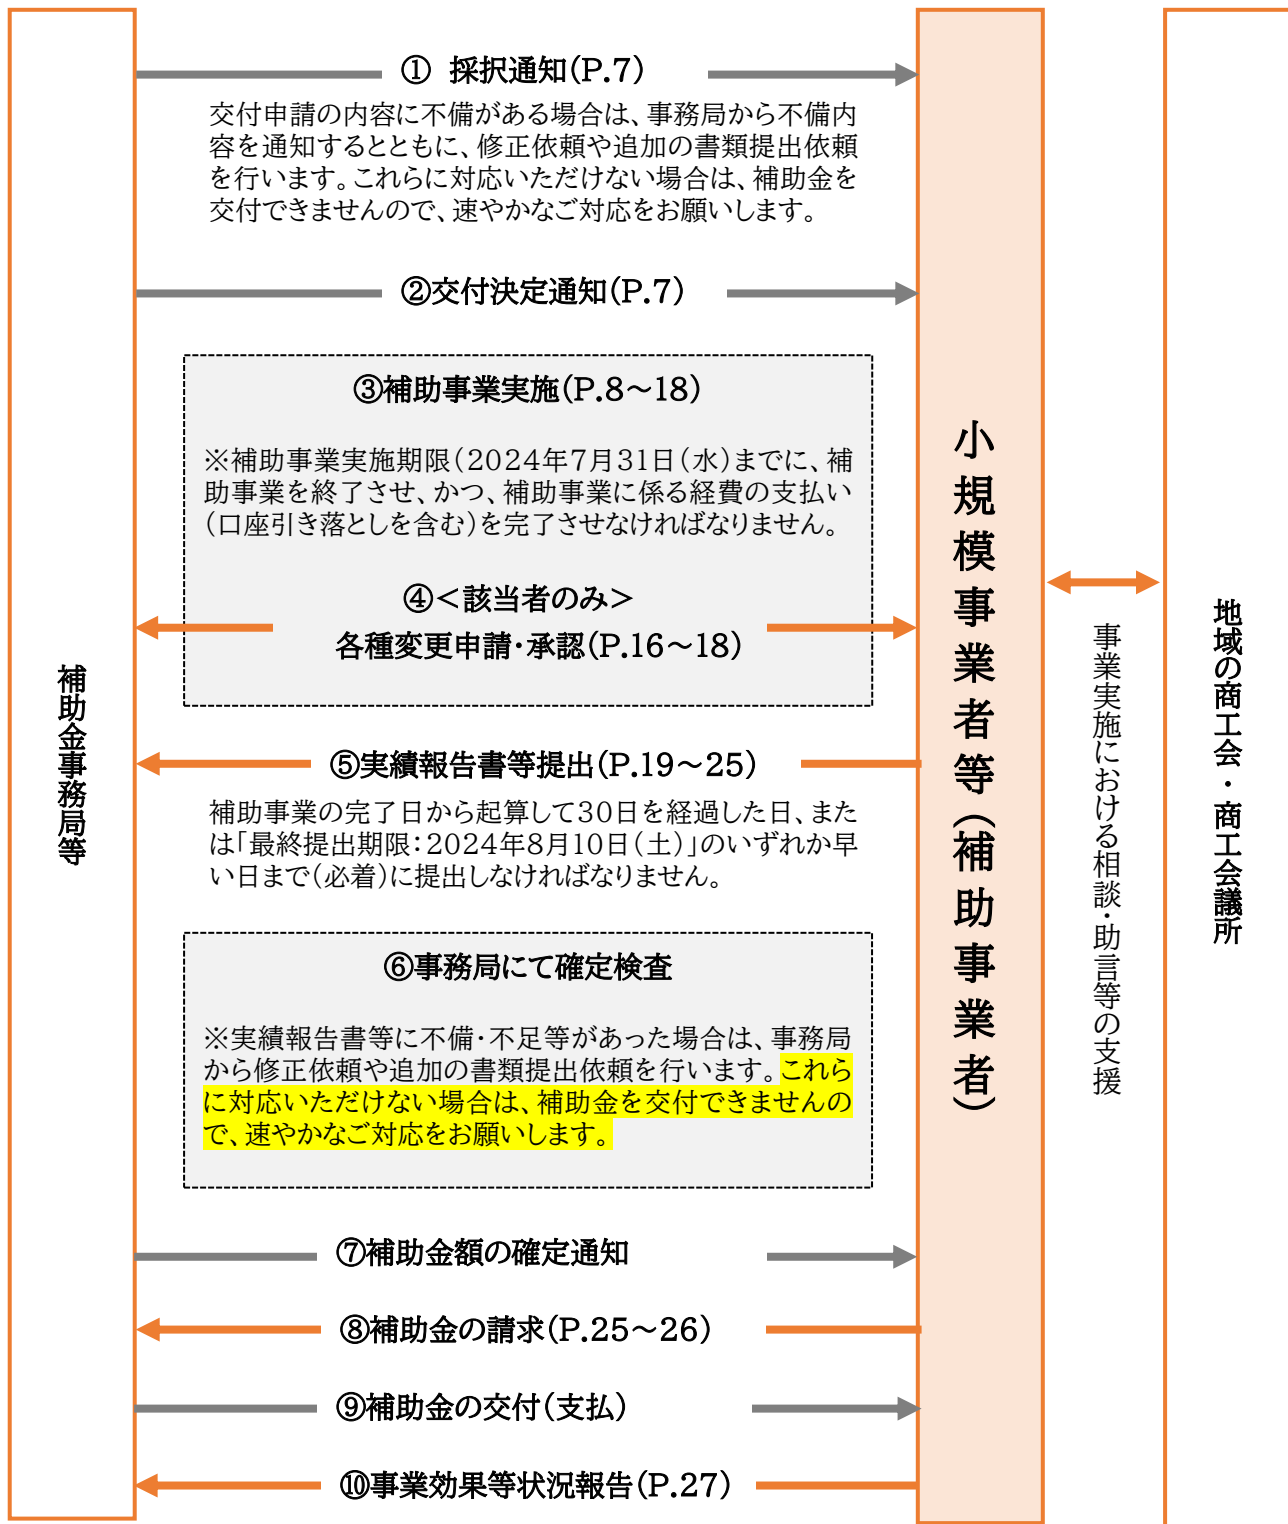 ① 採択通知(P.7)
交付申請の内容に不備がある場合は、事務局から不備内
容を通知するとともに、修正依頼や追加の書類提出依頼
を行います。これらに対応いただけない場合は、補助金を
交付できませんので、速やかなご対応をお願いします。
②交付決定通知(P.7)
③補助事業実施(P.8～18)
※補助事業実施期限(2024年7月31日(水)までに、補
助事業を終了させ、かつ、補助事業に係る経費の支払い
(口座引き落としを含む)を完了させなければなりません。
④＜該当者のみ＞
各種変更申請・承認(P.16～18)
⑤実績報告書等提出(P.19～25)
補助事業の完了日から起算して30日を経過した日、また
は「最終提出期限：2024年8月10日(土)」のいずれか早
い日まで(必着)に提出しなければなりません。
⑥事務局にて確定検査
※実績報告書等に不備・不足等があった場合は、事務局
から修正依頼や追加の書類提出依頼を行います。これら
に対応いただけない場合は、補助金を交付できませんの
で、速やかなご対応をお願いします。
⑦補助金額の確定通知
⑧補助金の請求(P.25～26)
⑨補助金の交付(支払)
⑩事業効果等状況報告(P.27)
補助金事務局等
小規模事業者等(補助事業者)
事業実施における相談・助言等の支援
地域の商工会・商工会議所